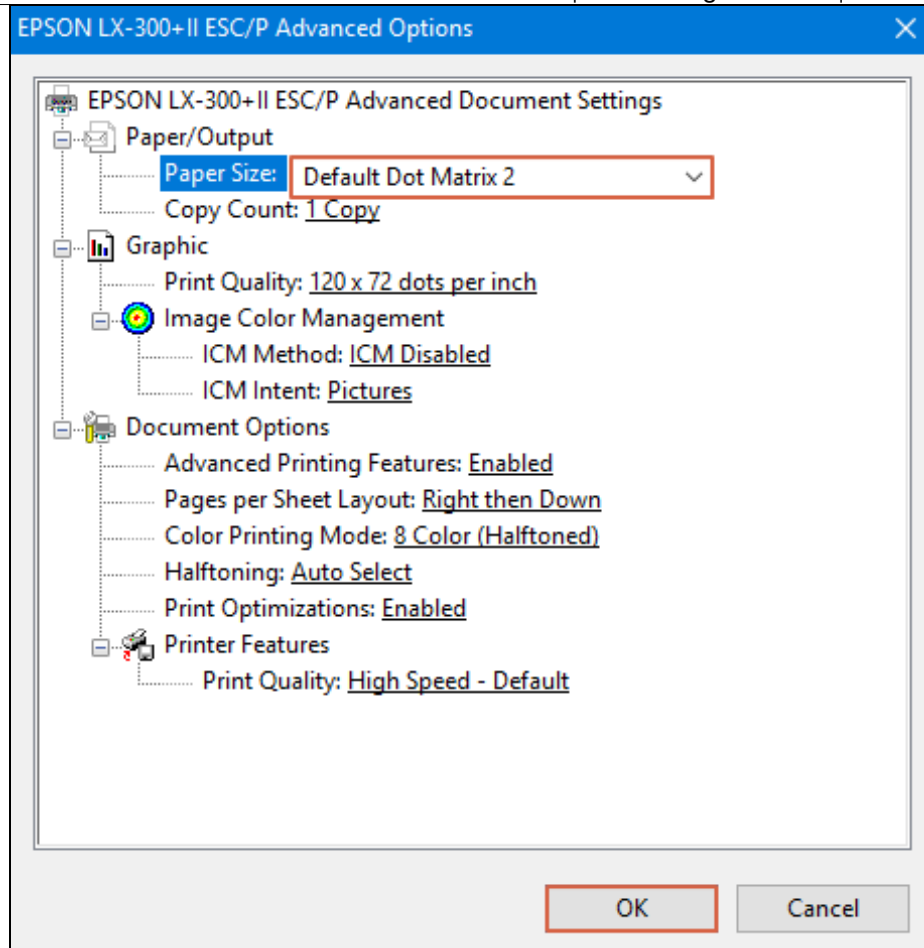 EPSON LX-300+II ESC/P Advanced Options
EPSON LX-300+II ESC/P Advanced Document Settings
Paper/Output
Paper Size: Default Dot Matrix 2
Copy Count: 1 Copy
Graphic
Print Quality: 120 x 72 dots per inch
Image Color Management
ICM Method: ICM Disabled
ICM Intent: Pictures
Document Options
Advanced Printing Features: Enabled
Pages per Sheet Layout: Right then Down
Color Printing Mode: 8 Color (Halftoned)
Halftoning: Auto Select
Print Optimizations: Enabled
Printer Features
Print Quality: High Speed - Default
OK Cancel